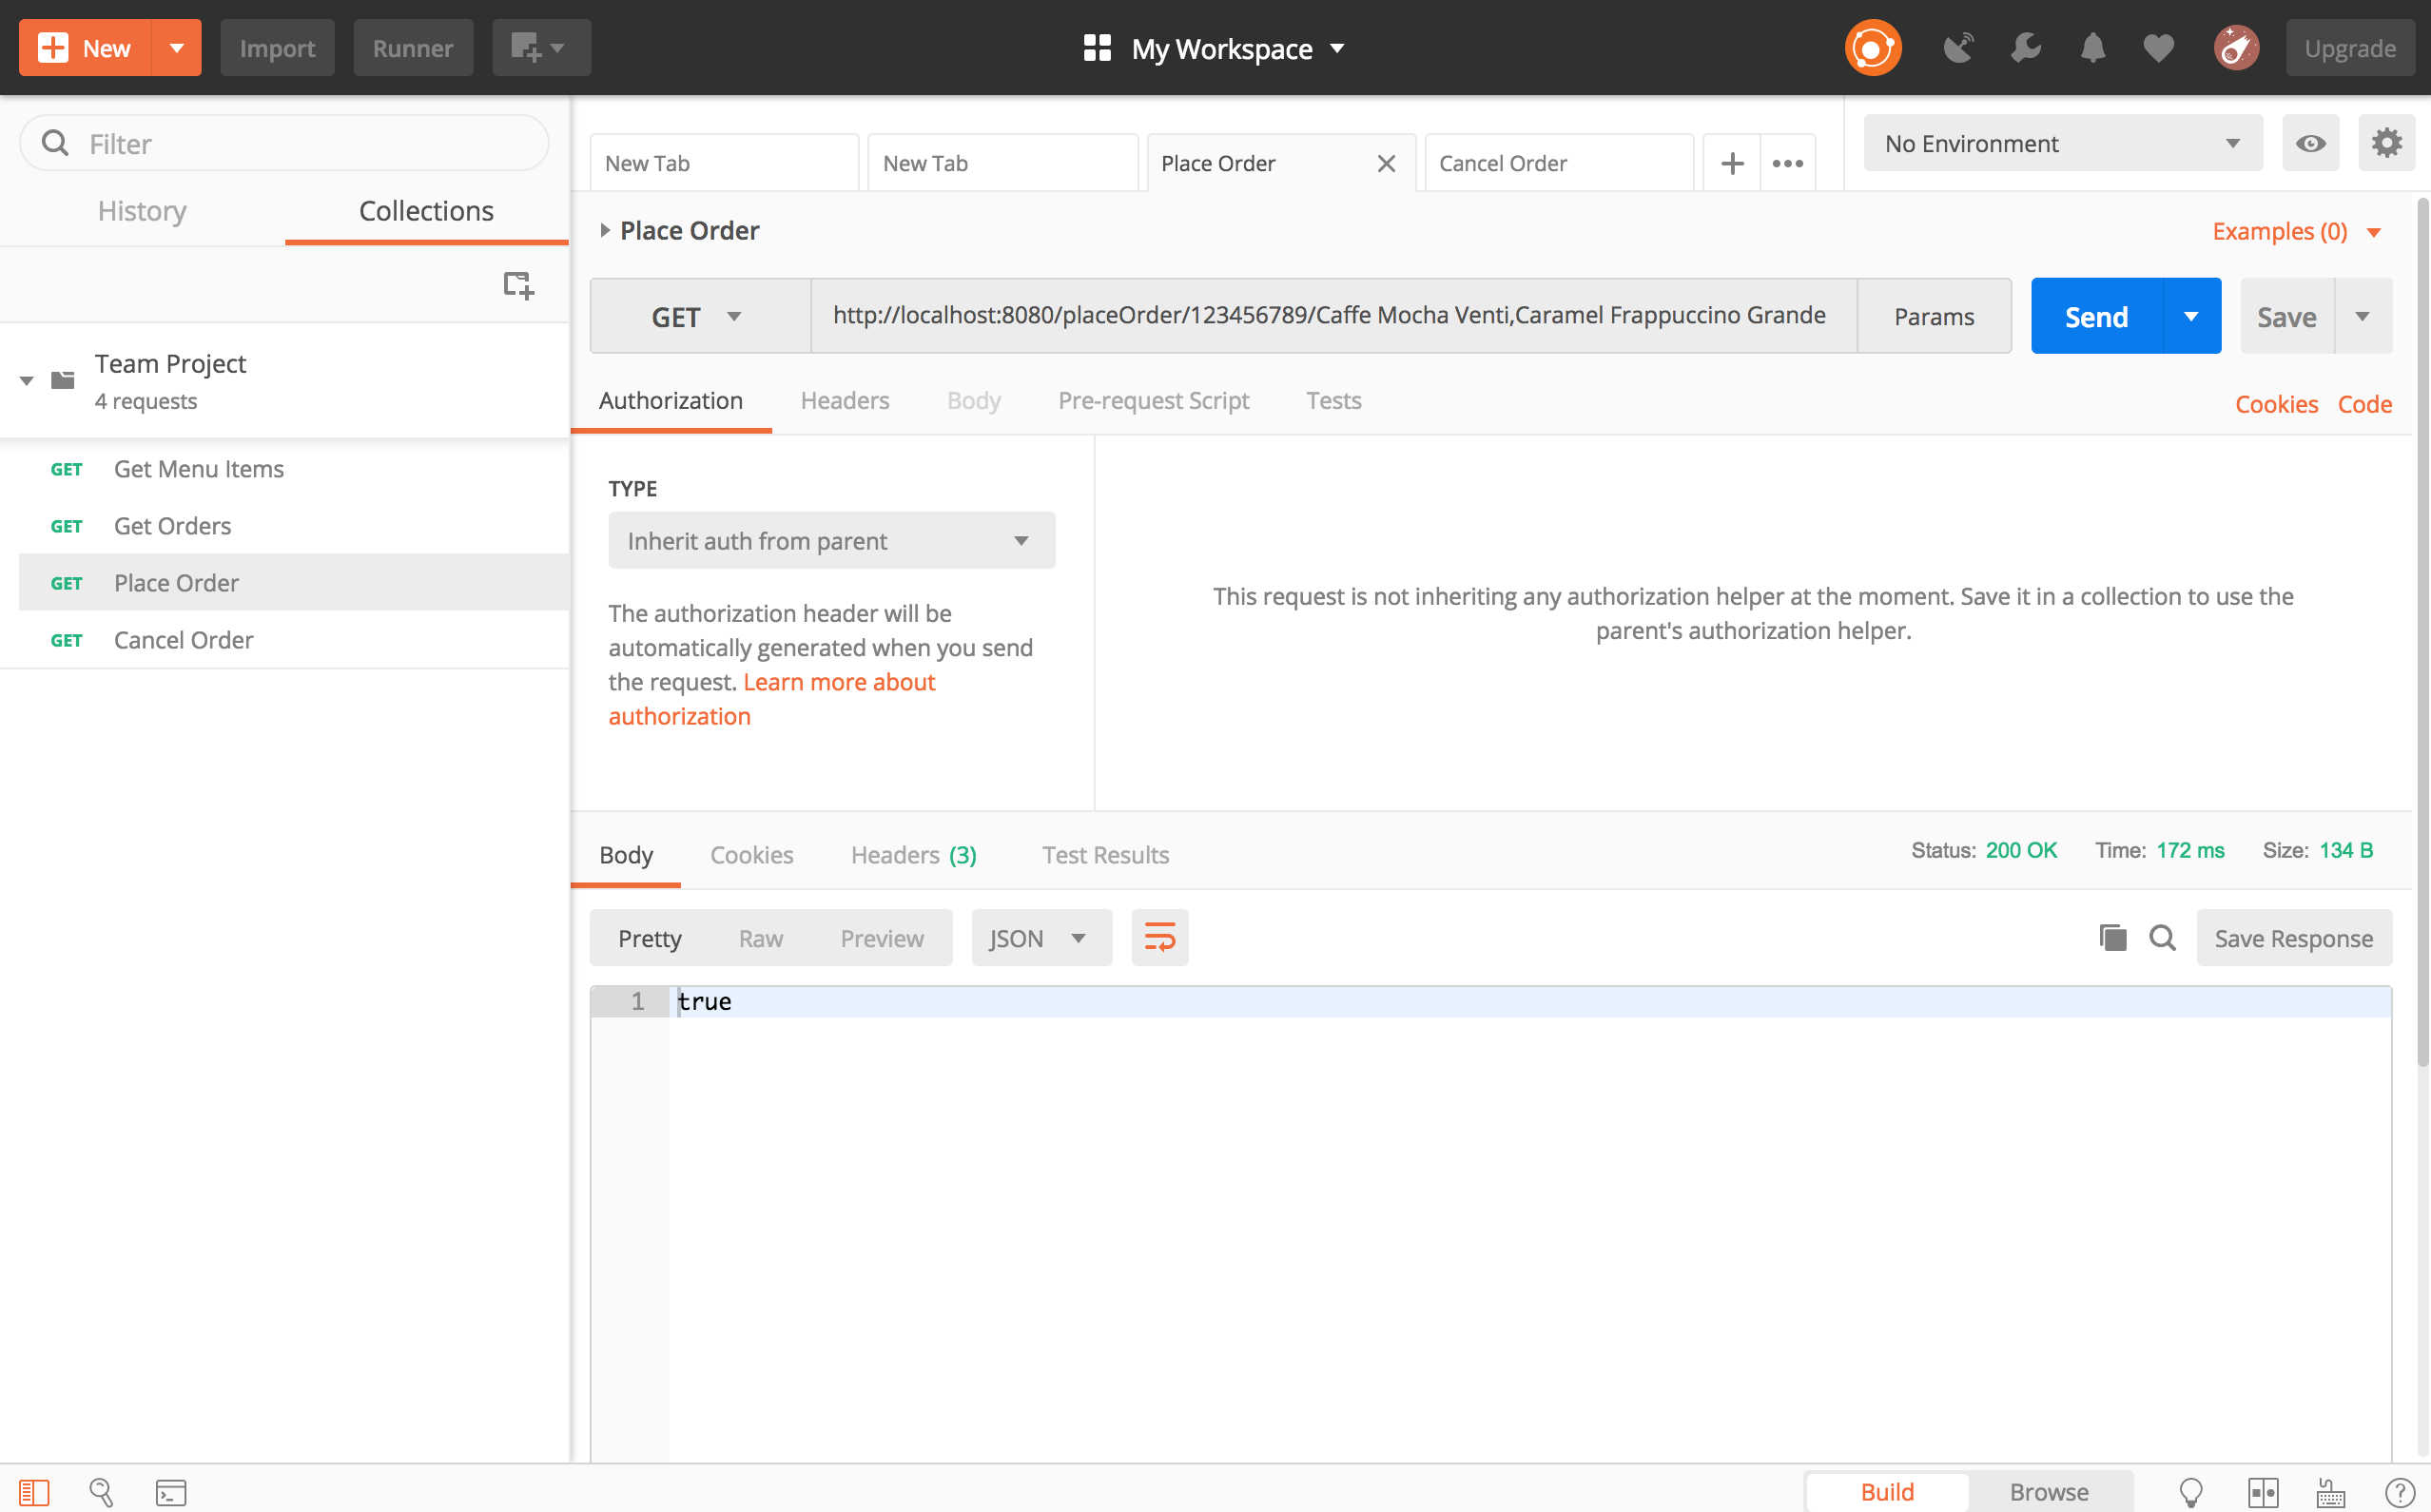 New
Import
Runner
My Workspace
Upgrade
Filter
History
Collections
Team Project
4 requests
GET Get Menu Items
GET Get Orders
GET Place Order
GET Cancel Order
New Tab
New Tab
Place Order
Cancel Order
No Environment
Place Order
Examples (0)
GET
http://localhost:8080/placeOrder/123456789/Caffe Mocha Venti,Caramel Frappuccino Grande
Params
Send
Save
Authorization
Headers
Body
Pre-request Script
Tests
Cookies
Code
TYPE
Inherit auth from parent
The authorization header will be
automatically generated when you send
the request. Learn more about
authorization
This request is not inheriting any authorization helper at the moment. Save it in a collection to use the
parent's authorization helper.
Body
Cookies
Headers (3)
Test Results
Status: 200 OK
Time: 172 ms
Size: 134 B
Pretty
Raw
Preview
JSON
Save Response
1 true
Build
Browse